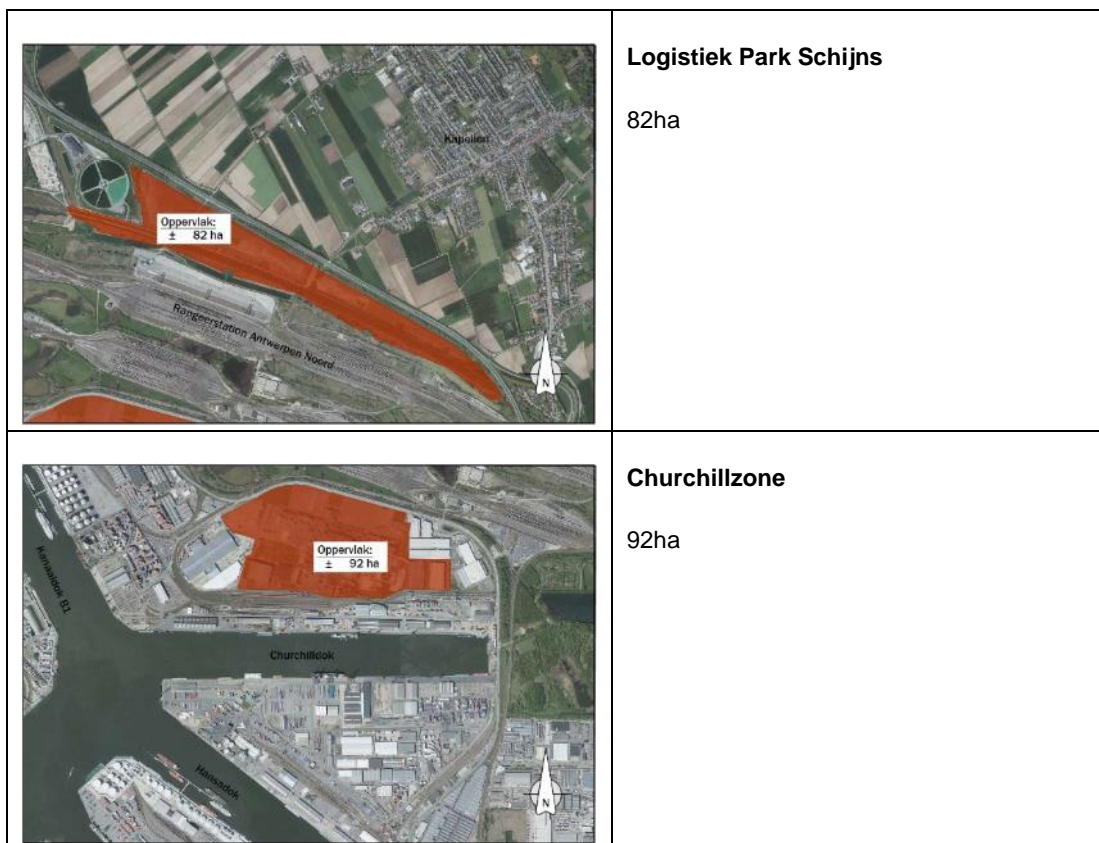 Logistiek Park Schijns
82ha
Kapellen
Oppervlak:
± 82 ha
Rangeerstation Antwerpen Noord
N
Churchillzone
92ha
Kanaaldok B1
Oppervlak:
± 92 ha
Churchilldok
Hansadok
N